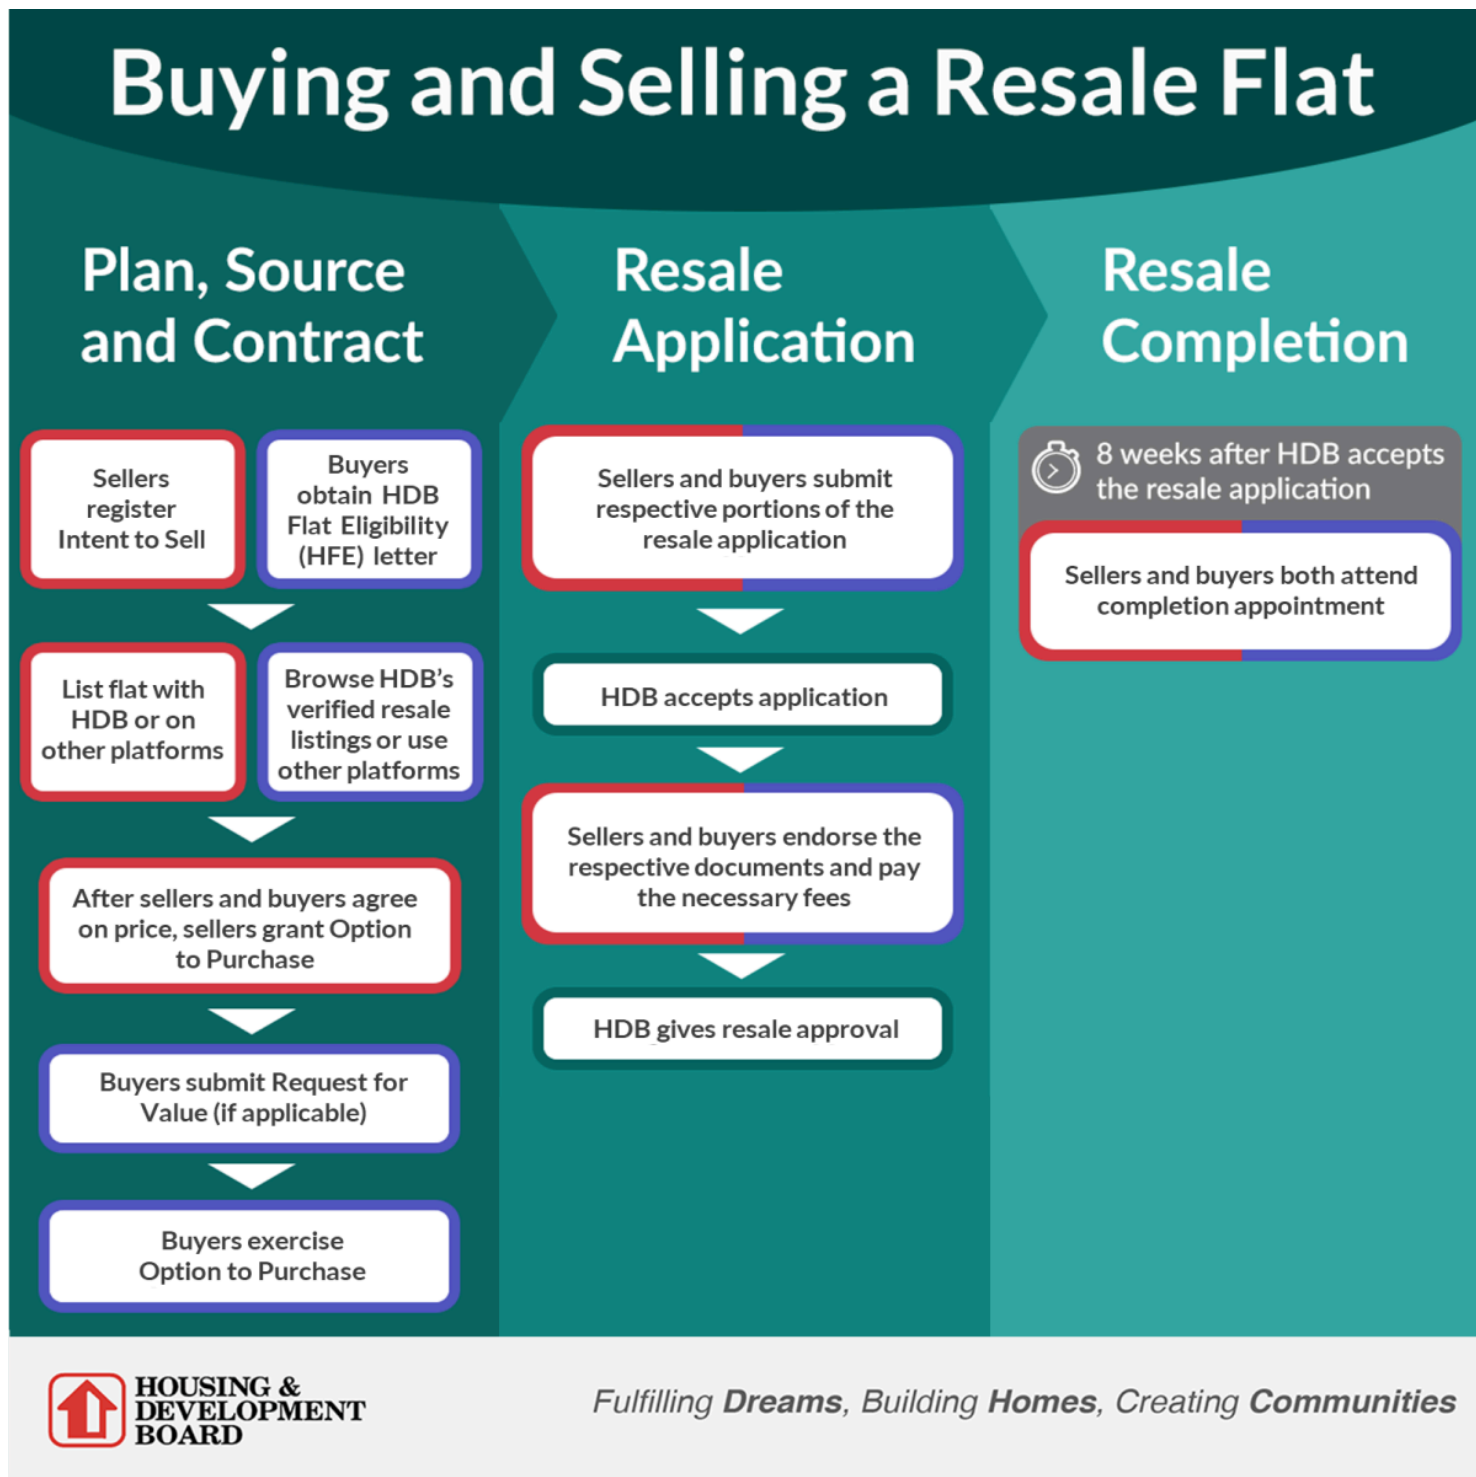 Buying and Selling a Resale Flat
Plan, Source
and Contract
Sellers
register
Intent to Sell
Buyers
obtain HDB
Flat Eligibility
(HFE) letter
List flat with
HDB or on
other platforms
Browse HDB's
verified resale
listings or use
other platforms
After sellers and buyers agree
on price, sellers grant Option
to Purchase
Buyers submit Request for
Value (if applicable)
Buyers exercise
Option to Purchase
Resale
Application
Sellers and buyers submit
respective portions of the
resale application
HDB accepts application
Sellers and buyers endorse the
respective documents and pay
the necessary fees
HDB gives resale approval
Resale
Completion
8 weeks after HDB accepts
the resale application
Sellers and buyers both attend
completion appointment
HOUSING &
DEVELOPMENT
BOARD
Fulfilling Dreams, Building Homes, Creating Communities